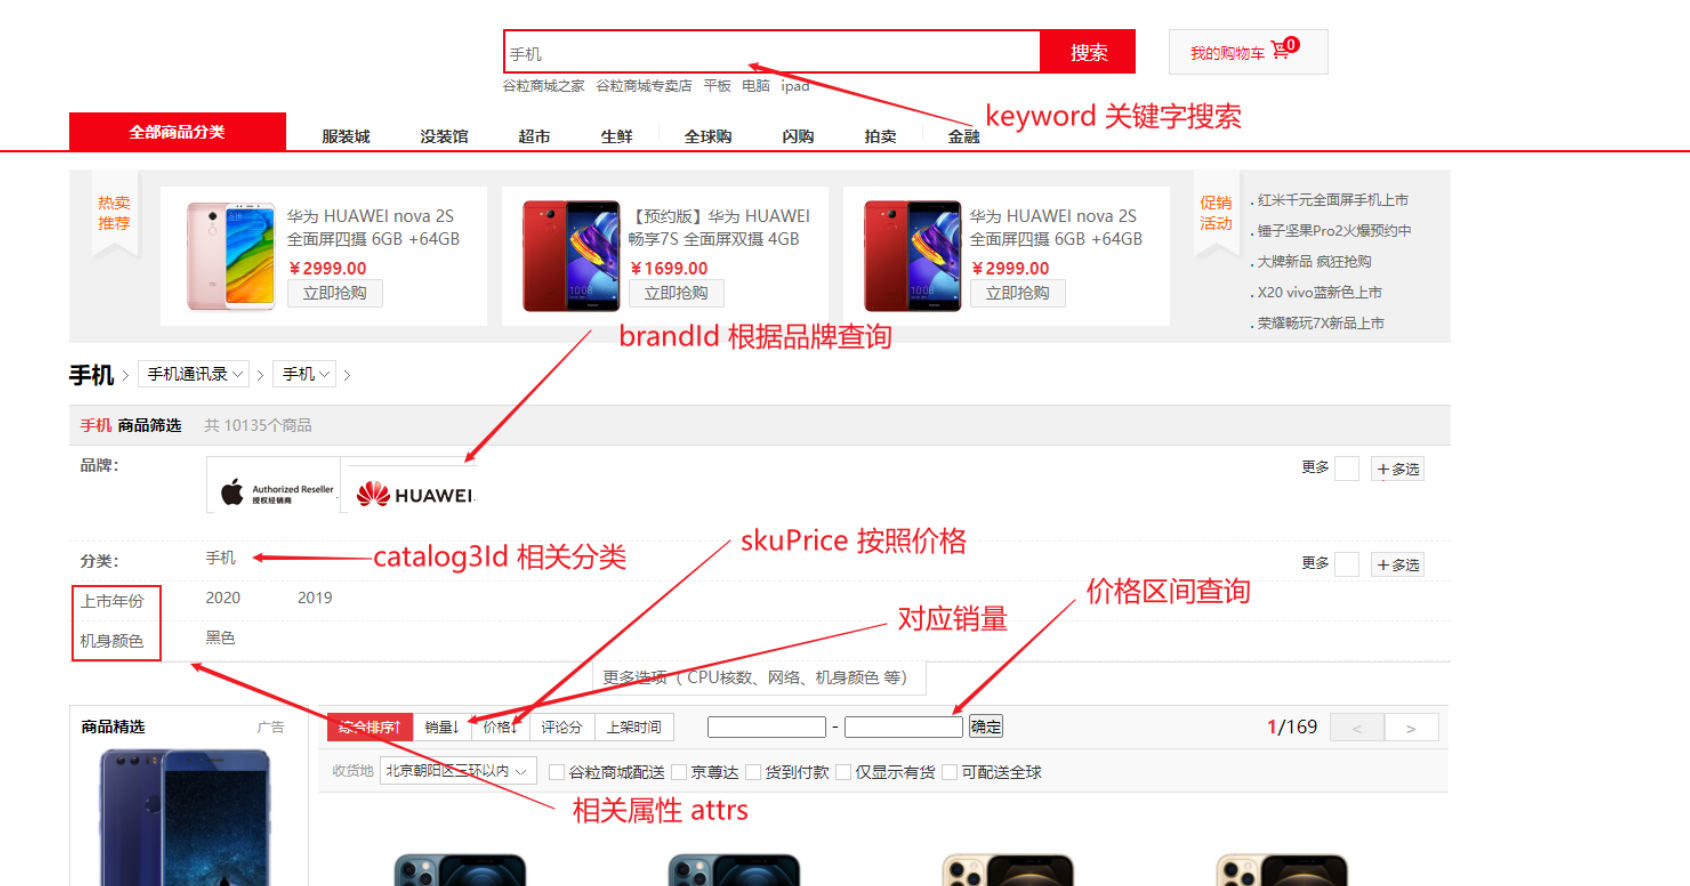 手机
搜索
我的购物车 0
谷粒商城之家 谷粒商城专卖店 平板 电脑 ipad
keyword 关键字搜索
全部商品分类 服装城 没装馆 超市 生鲜 全球购 闪购 拍卖 金融
热卖
推荐
华为 HUAWEI nova 2S
全面屏四摄 6GB +64GB
¥2999.00
立即抢购
【预约版】华为 HUAWEI
畅享7S 全面屏双摄 4GB
¥1699.00
立即抢购
华为 HUAWEI nova 2S
全面屏四摄 6GB +64GB
¥2999.00
立即抢购
促销
活动
. 红米千元全面屏手机上市
. 锤子坚果Pro2火爆预约中
. 大牌新品 疯狂抢购
. X20 vivo蓝新色上市
. 荣耀畅玩7X新品上市
brandId 根据品牌查询
手机 > 手机通讯录 > 手机 >
手机 商品筛选 共 10135个商品
品牌：
Authorized Reseller
授权经销商
HUAWEI
更多 +多选
skuPrice 按照价格
分类：
手机
catalog3Id 相关分类
更多 +多选
价格区间查询
上市年份 2020 2019
对应销量
机身颜色 黑色
更多选项（ CPU核数、网络、机身颜色 等）
商品精选 广告
综合排序↑ 销量↓ 价格↓ 评论分 上架时间
- 确定
1/169 < >
收货地 北京朝阳区三环以内 谷粒商城配送 京尊达 货到付款 仅显示有货 可配送全球
相关属性 attrs